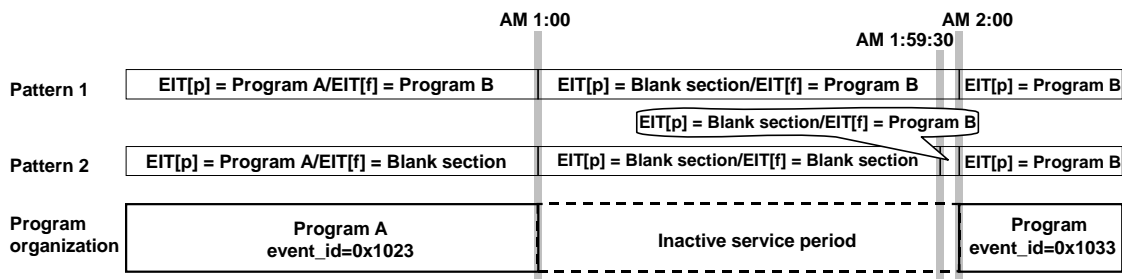 AM 1:00
AM 2:00
AM 1:59:30
Pattern 1
EIT[p] = Program A/EIT[f] = Program B
EIT[p] = Blank section/EIT[f] = Program B
EIT[p] = Program B
EIT[p] = Blank section/EIT[f] = Program B
Pattern 2
EIT[p] = Program A/EIT[f] = Blank section
EIT[p] = Blank section/EIT[f] = Blank section
EIT[p] = Program B
Program
organization
Program A
event_id=0x1023
Inactive service period
Program
event_id=0x1033